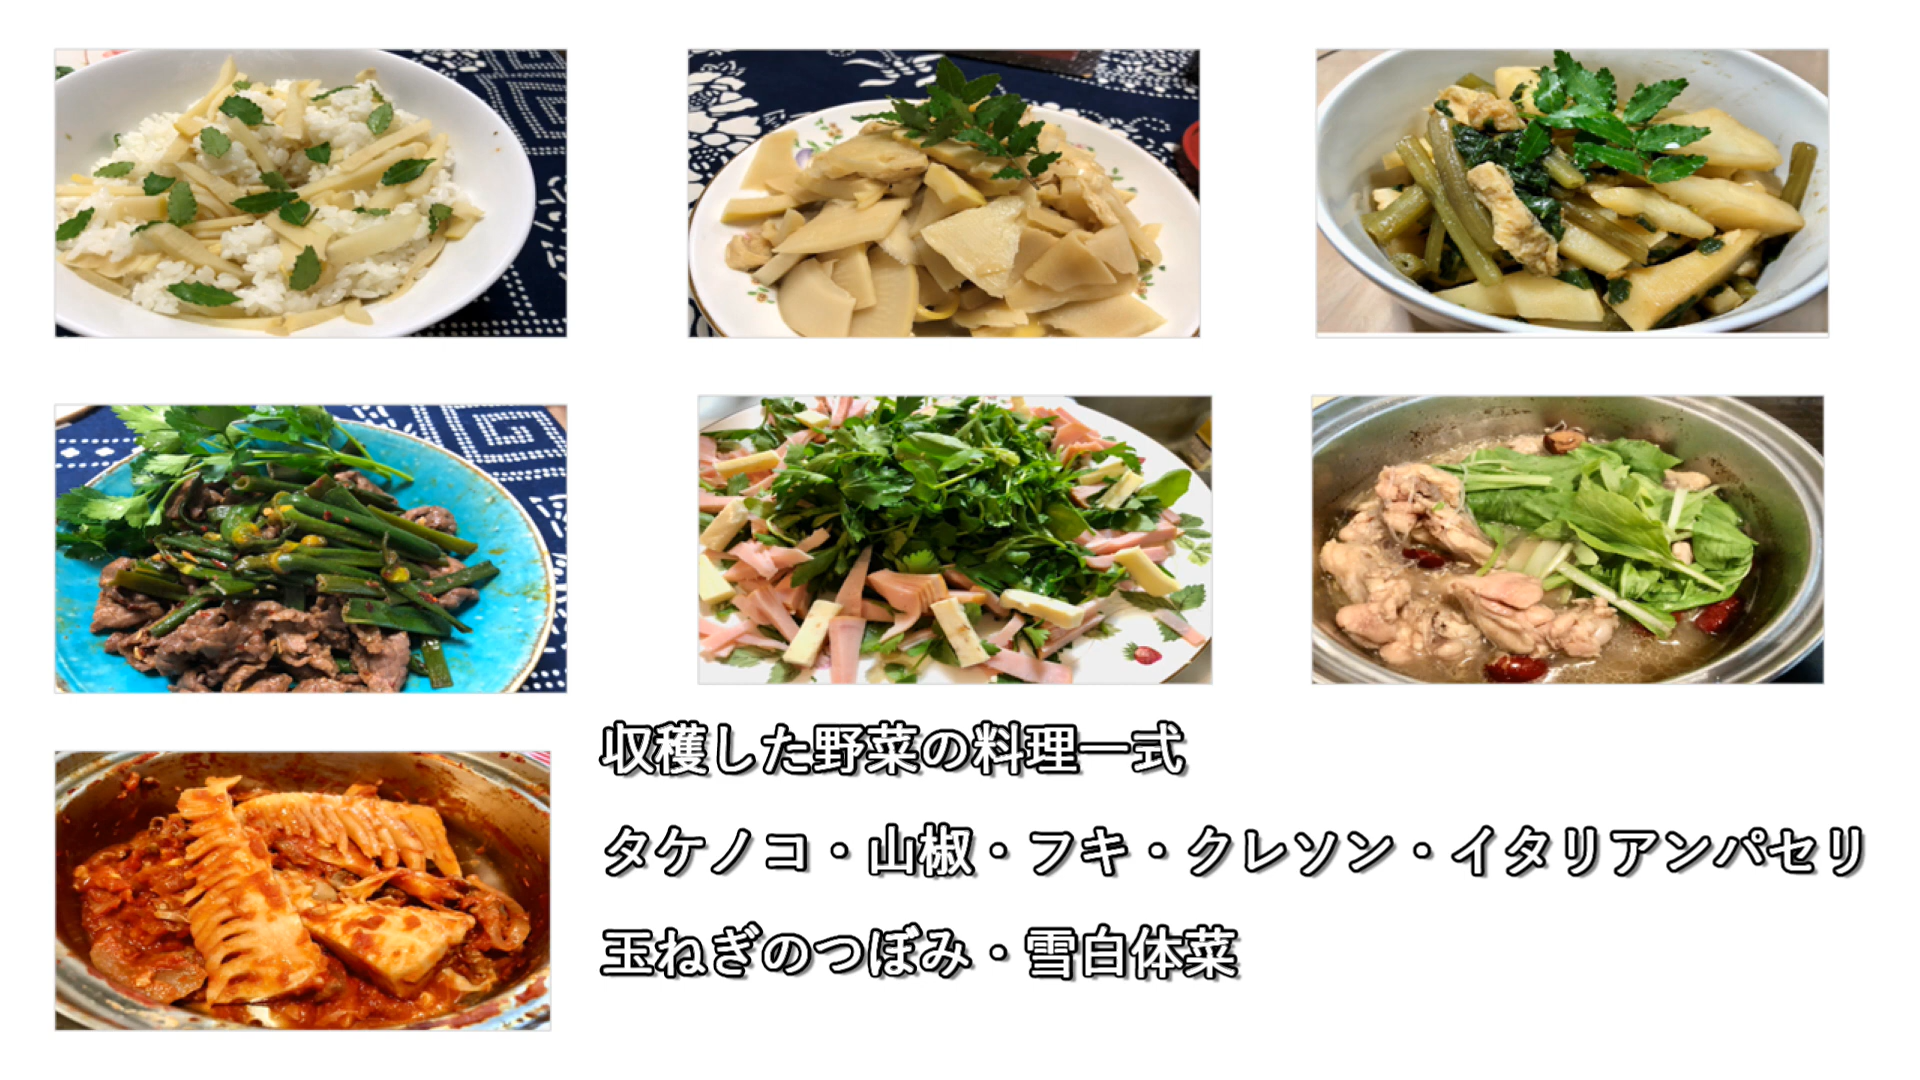 収穫した野菜の料理一式
タケノコ・山椒・フキ・クレソン・イタリアンパセリ
玉ねぎのつぼみ・雪白体菜